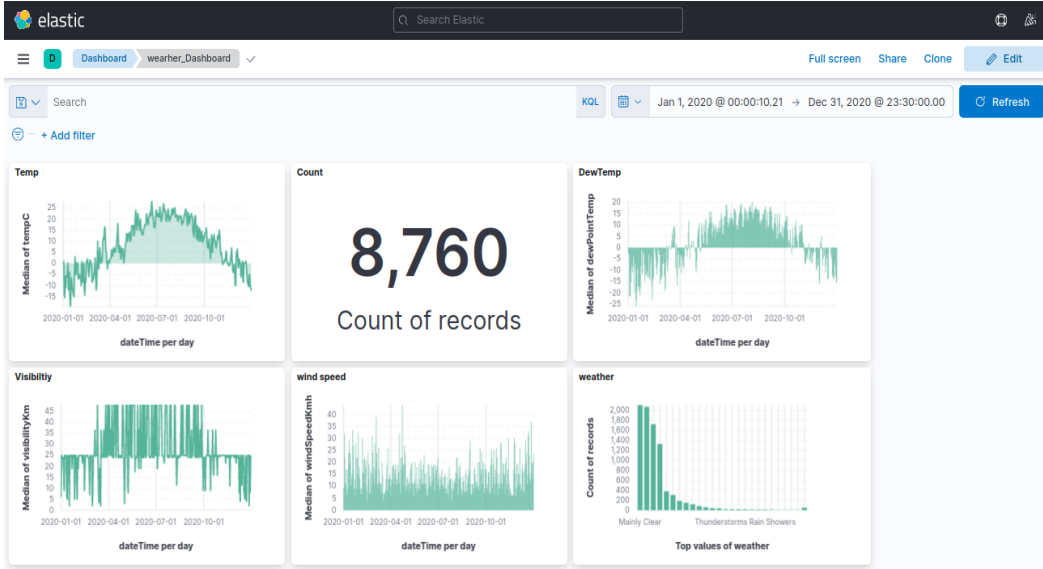 elastic
Search Elastic
D
Dashboard
wearher_Dashboard
Full screen
Share
Clone
Edit
Search
KQL
Jan 1, 2020 @ 00:00:10.21 → Dec 31, 2020 @ 23:30:00.00
Refresh
+ Add filter
Temp
Median of tempC
25
20
15
10
5
0
-5
-10
-15
2020-01-01 2020-04-01 2020-07-01 2020-10-01
dateTime per day
Count
8,760
Count of records
DewTemp
Median of dewPointTemp
20
15
10
5
0
-5
-10
-15
-20
-25
2020-01-01 2020-04-01 2020-07-01 2020-10-01
dateTime per day
Visibiltiy
Median of visibilityKm
45
40
35
30
25
20
15
10
5
0
2020-01-01 2020-04-01 2020-07-01 2020-10-01
dateTime per day
wind speed
Median of windSpeedKmh
40
35
30
25
20
15
10
5
0
2020-01-01 2020-04-01 2020-07-01 2020-10-01
dateTime per day
weather
Count of records
2,000
1,800
1,600
1,400
1,200
1,000
800
600
400
200
0
Mainly Clear
Thunderstorms Rain Showers
Top values of weather